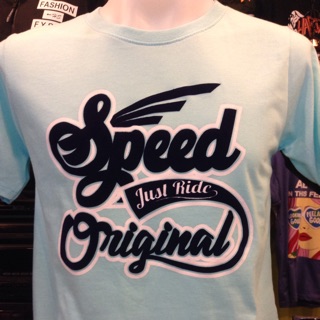 FASHION
Speed
Just Ride
Original